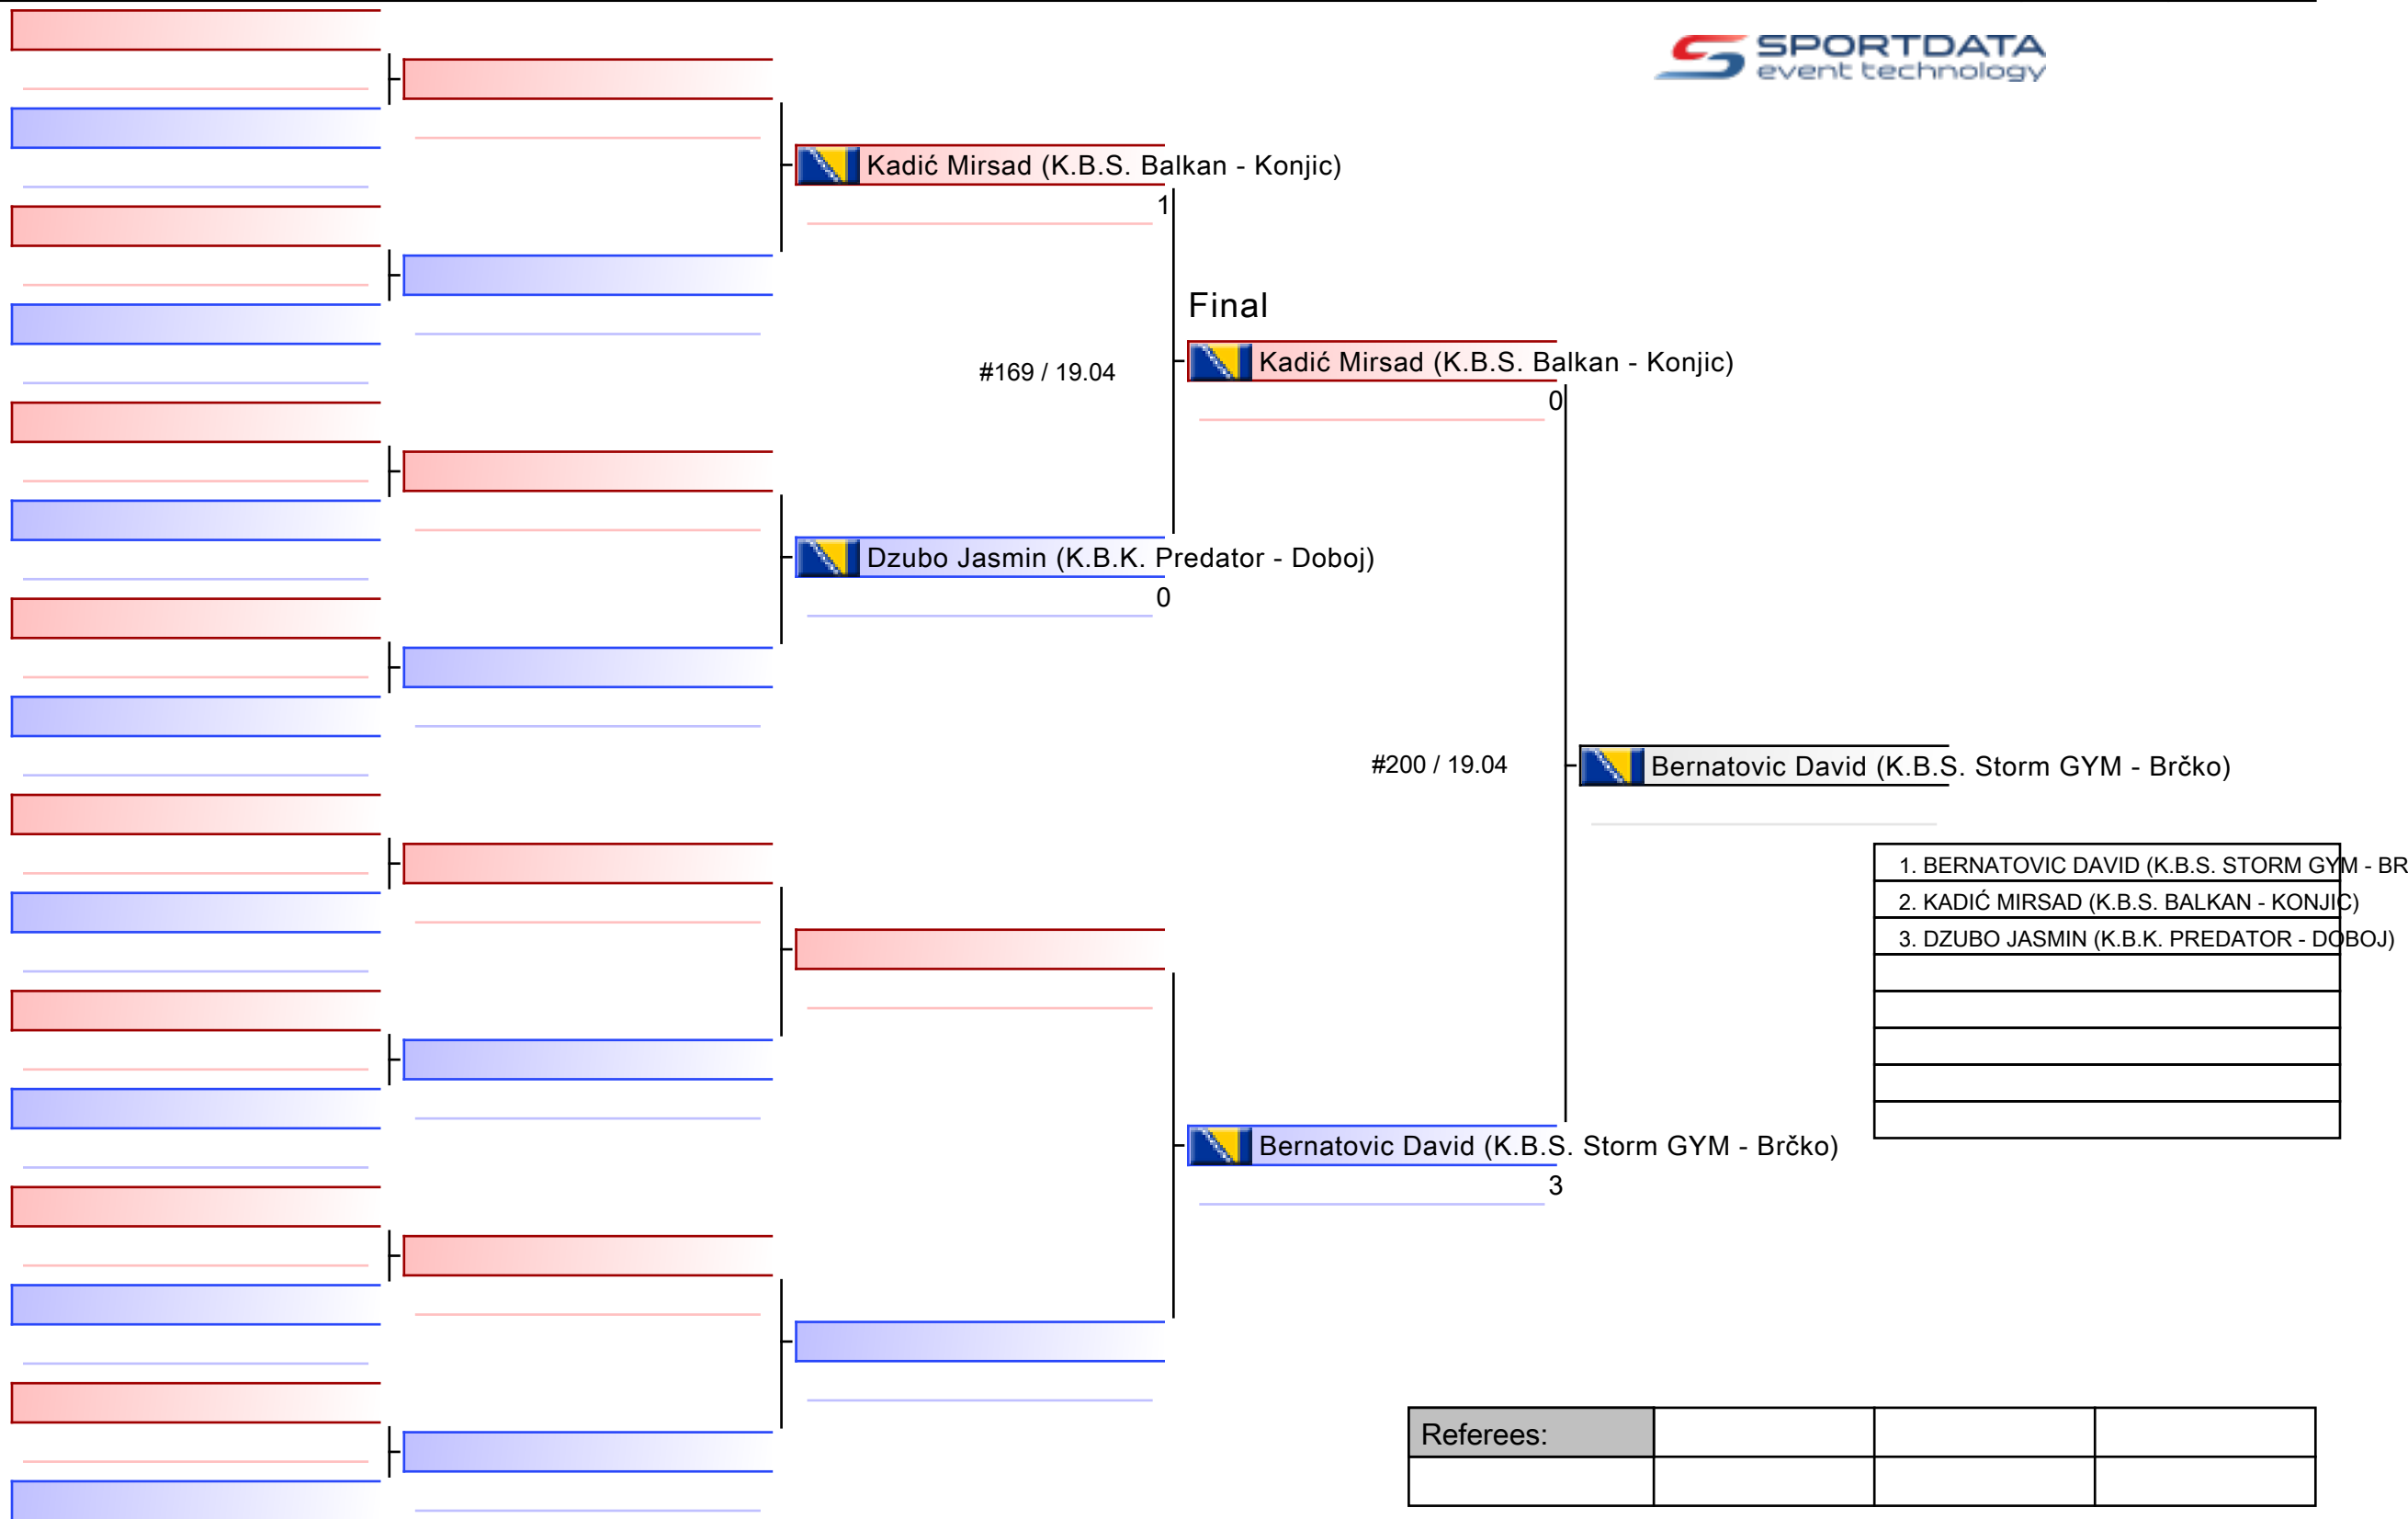 SPORTDATA
event technology
Kadić Mirsad (K.B.S. Balkan - Konjic)
1
Final
#169 / 19.04
Kadić Mirsad (K.B.S. Balkan - Konjic)
0
Dzubo Jasmin (K.B.K. Predator - Doboj)
0
#200 / 19.04
Bernatovic David (K.B.S. Storm GYM - Brčko)
1. BERNATOVIC DAVID (K.B.S. STORM GYM - BR
2. KADIĆ MIRSAD (K.B.S. BALKAN - KONJIC)
3. DZUBO JASMIN (K.B.K. PREDATOR - DOBOJ)
Bernatovic David (K.B.S. Storm GYM - Brčko)
3
Referees: